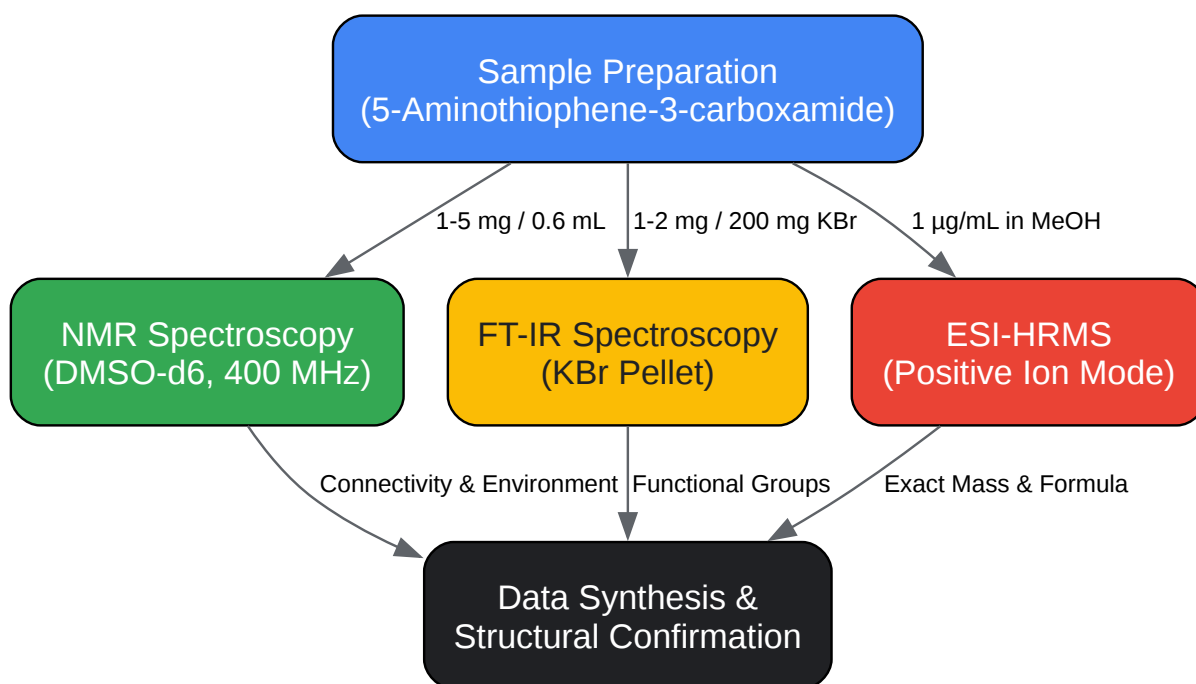 Sample Preparation
(5-Aminothiophene-3-carboxamide)
1-5 mg / 0.6 mL
1-2 mg / 200 mg KBr
1 µg/mL in MeOH
NMR Spectroscopy
(DMSO-d6, 400 MHz)
FT-IR Spectroscopy
(KBr Pellet)
ESI-HRMS
(Positive Ion Mode)
Connectivity & Environment
Functional Groups
Exact Mass & Formula
Data Synthesis &
Structural Confirmation